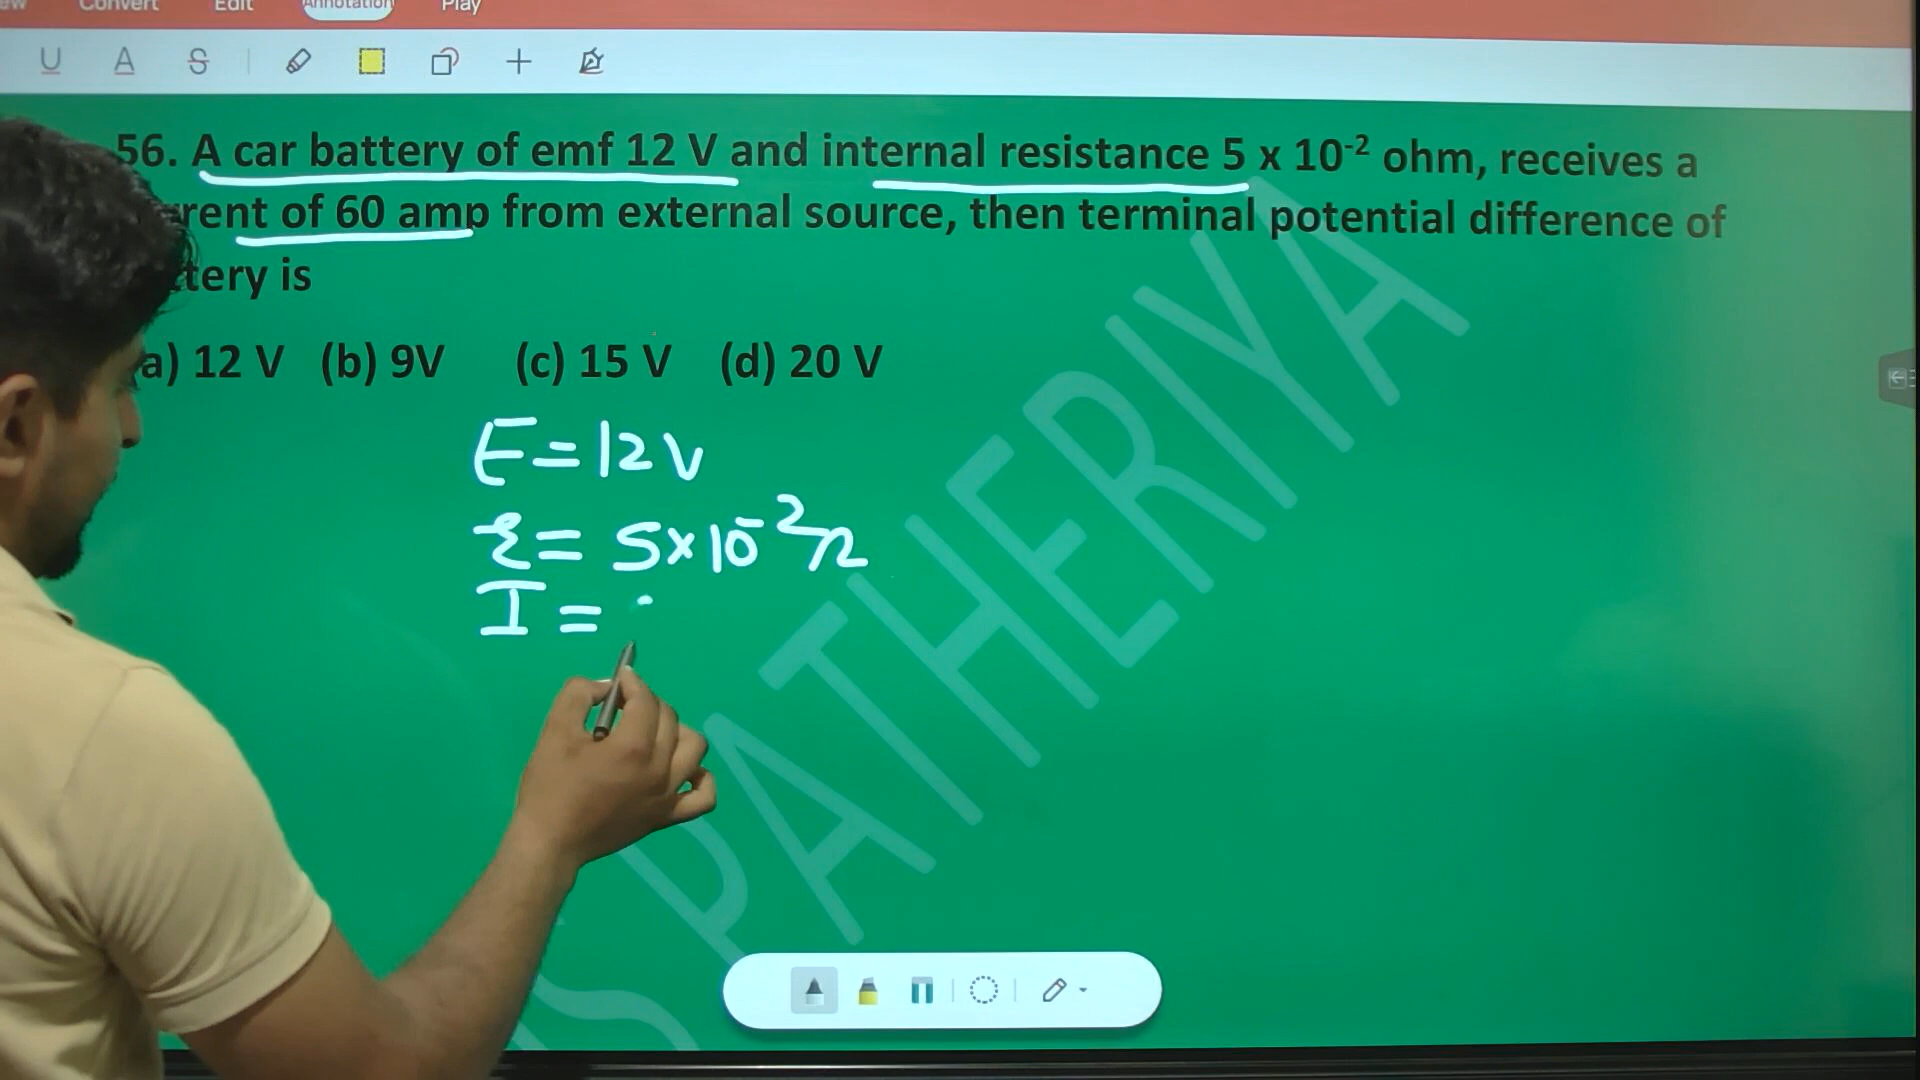 Convert Edit Annotation Play
56. A car battery of emf 12 V and internal resistance 5 x 10-2 ohm, receives a
rent of 60 amp from external source, then terminal potential difference of
tery is
a) 12 V (b) 9V (c) 15 V (d) 20 V
E = 12 V
r = 5 × 10-2 Ω
I =
PATHERIYA